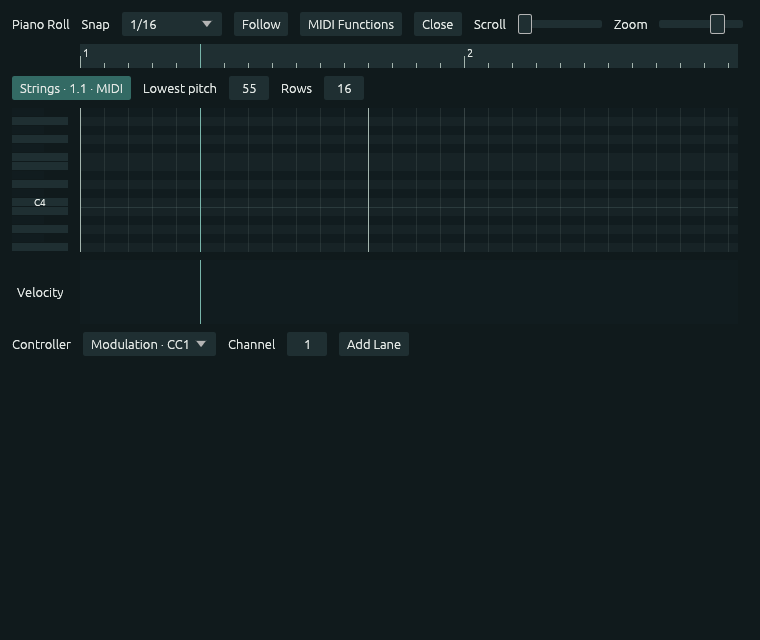 Piano Roll Snap 1/16 Follow MIDI Functions Close Scroll Zoom
1 2
Strings · 1.1 · MIDI Lowest pitch 55 Rows 16
C4
Velocity
Controller Modulation · CC1 Channel 1 Add Lane